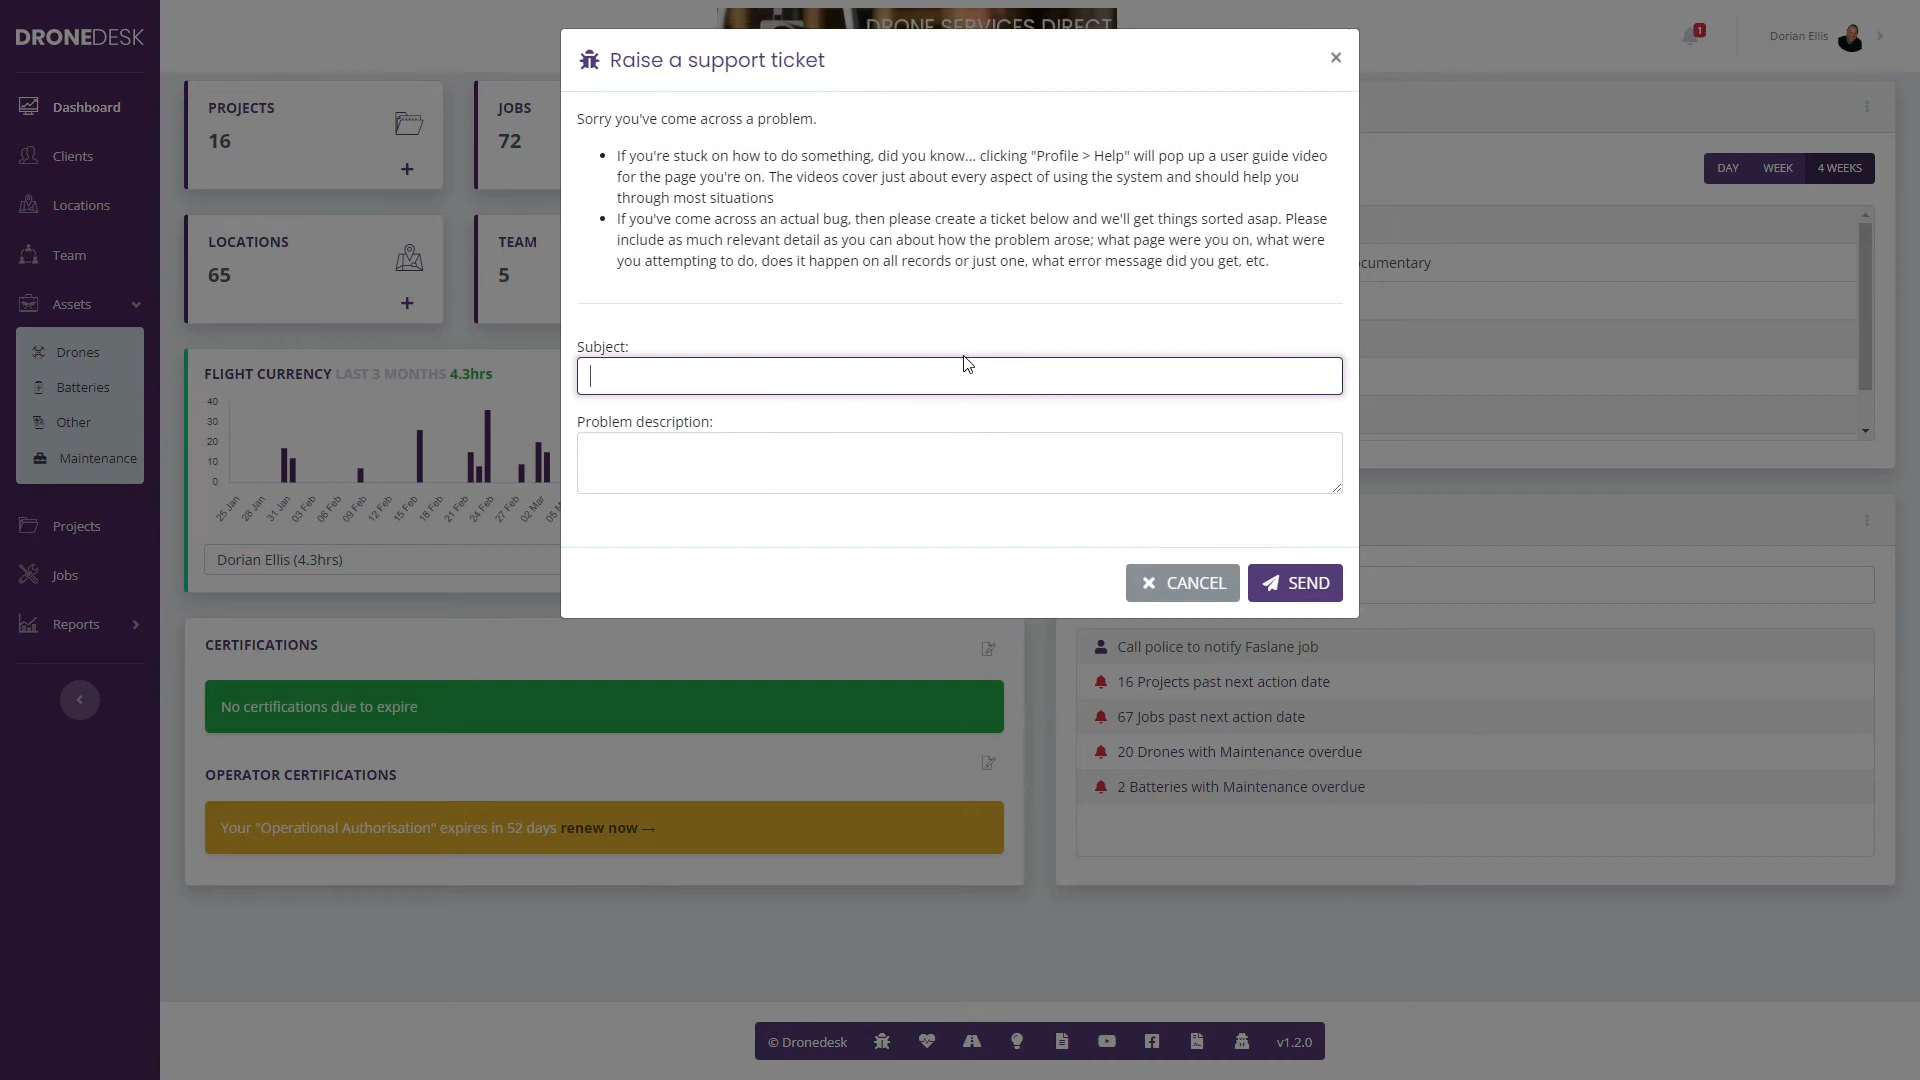 DRONEDESK
Dashboard
Clients
Locations
Team
Assets
Drones
Batteries
Other
Maintenance
Projects
Jobs
Reports
DRONE SERVICES DIRECT
1
Dorian Ellis
PROJECTS
16
JOBS
72
LOCATIONS
65
TEAM
5
FLIGHT CURRENCY LAST 3 MONTHS 4.3hrs
40
30
20
10
0
25 Jan
28 Jan
31 Jan
03 Feb
06 Feb
09 Feb
12 Feb
15 Feb
18 Feb
21 Feb
24 Feb
27 Feb
02 Mar
Dorian Ellis (4.3hrs)
CERTIFICATIONS
No certifications due to expire
OPERATOR CERTIFICATIONS
Your "Operational Authorisation" expires in 52 days renew now →
Raise a support ticket
×
Sorry you've come across a problem.
• If you're stuck on how to do something, did you know... clicking "Profile > Help" will pop up a user guide video
for the page you're on. The videos cover just about every aspect of using the system and should help you
through most situations
• If you've come across an actual bug, then please create a ticket below and we'll get things sorted asap. Please
include as much relevant detail as you can about how the problem arose; what page were you on, what were
you attempting to do, does it happen on all records or just one, what error message did you get, etc.
Subject:
Problem description:
CANCEL
SEND
DAY WEEK 4 WEEKS
cumentary
Call police to notify Faslane job
16 Projects past next action date
67 Jobs past next action date
20 Drones with Maintenance overdue
2 Batteries with Maintenance overdue
© Dronedesk
v1.2.0